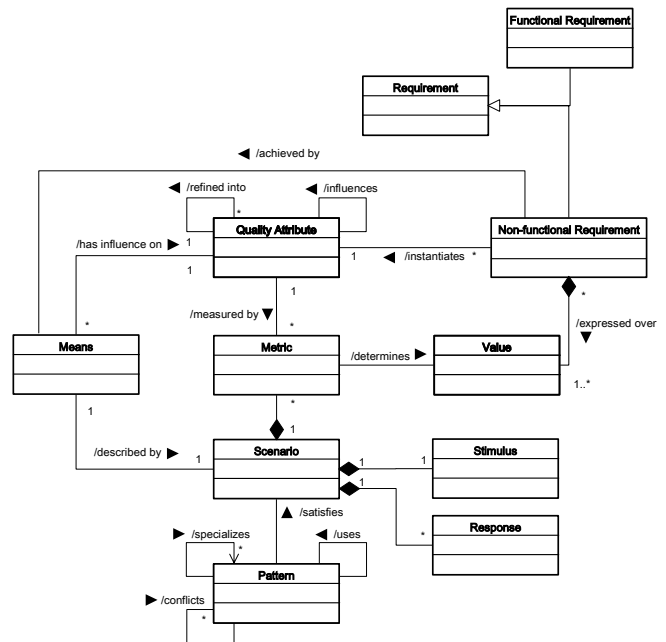 Functional Requirement
Requirement
/achieved by
/refined into
/influences
*
Quality Attribute
Non-functional Requirement
/has influence on
1
1
1
/instantiates
*
1
1
*
/measured by
/expressed over
*
*
Means
Metric
/determines
Value
1..*
1
*
1
/described by
1
Scenario
1
1
Stimulus
1
/satisfies
Response
*
/specializes
*
/uses
Pattern
/conflicts
*